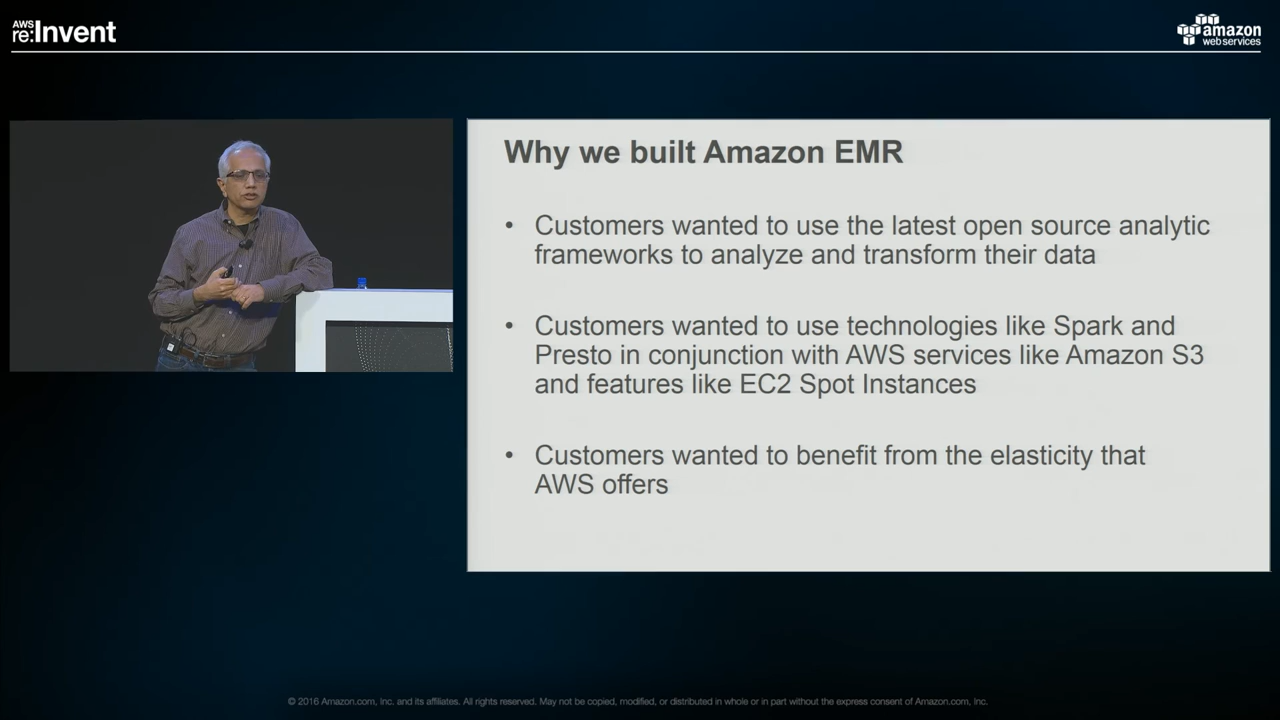 AWS
re:Invent
amazon
web services
Why we built Amazon EMR
• Customers wanted to use the latest open source analytic
frameworks to analyze and transform their data
• Customers wanted to use technologies like Spark and
Presto in conjunction with AWS services like Amazon S3
and features like EC2 Spot Instances
• Customers wanted to benefit from the elasticity that
AWS offers
© 2016 Amazon.com, Inc. and its affiliates. All rights reserved. May not be copied, modified, or distributed in whole or in part without the express consent of Amazon.com, Inc.